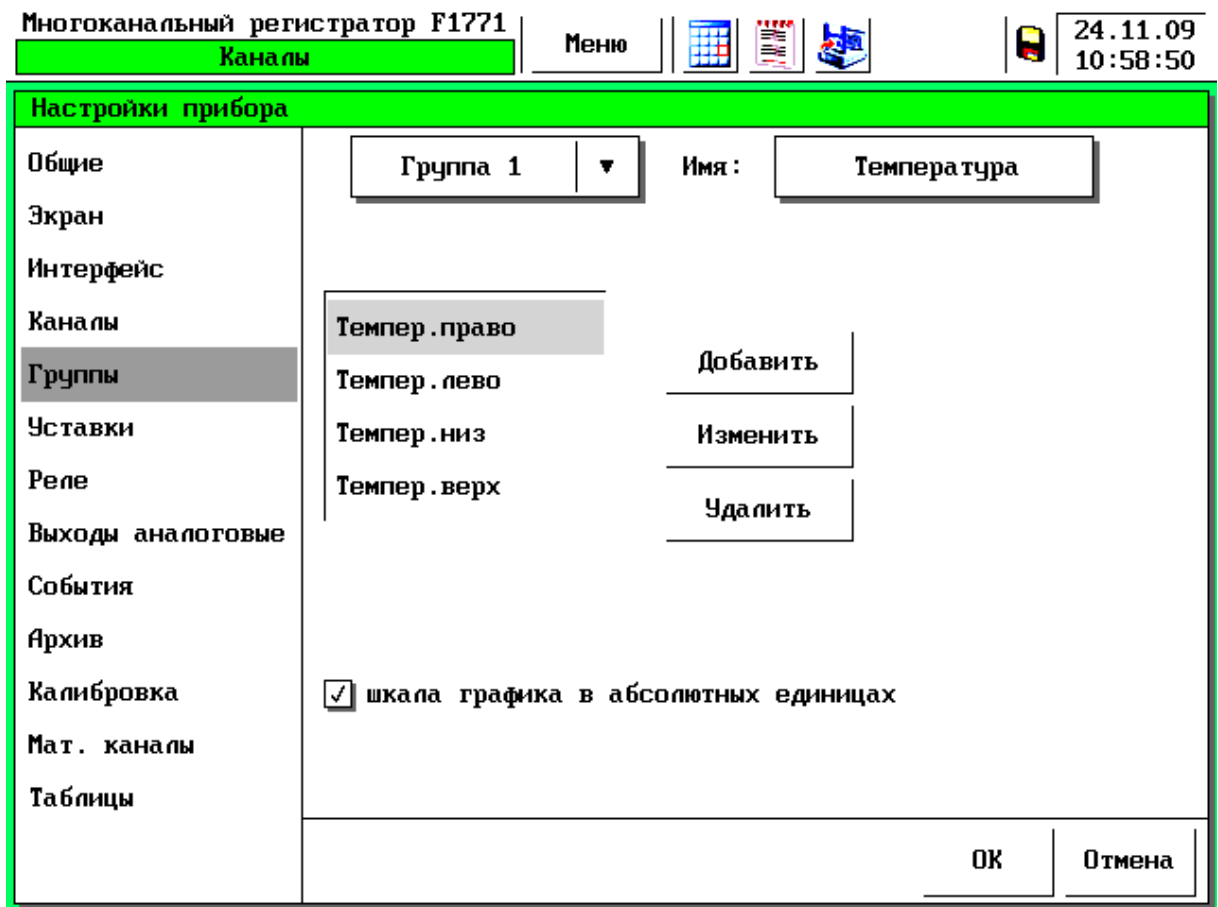 Многоканальный регистратор F1771
Каналы
Меню
24.11.09
10:58:50
Настройки прибора
Общие
Экран
Интерфейс
Каналы
Группы
Уставки
Реле
Выходы аналоговые
События
Архив
Калибровка
Мат. каналы
Таблицы
Группа 1
Имя:
Температура
Темпер.право
Темпер.лево
Темпер.низ
Темпер.верх
Добавить
Изменить
Удалить
шкала графика в абсолютных единицах
ОК
Отмена